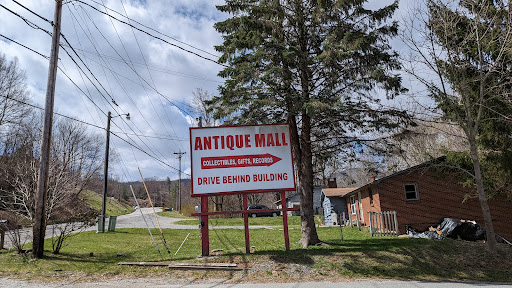 ANTIQUE MALL
COLLECTIBLES, GIFTS, RECORDS
DRIVE BEHIND BUILDING